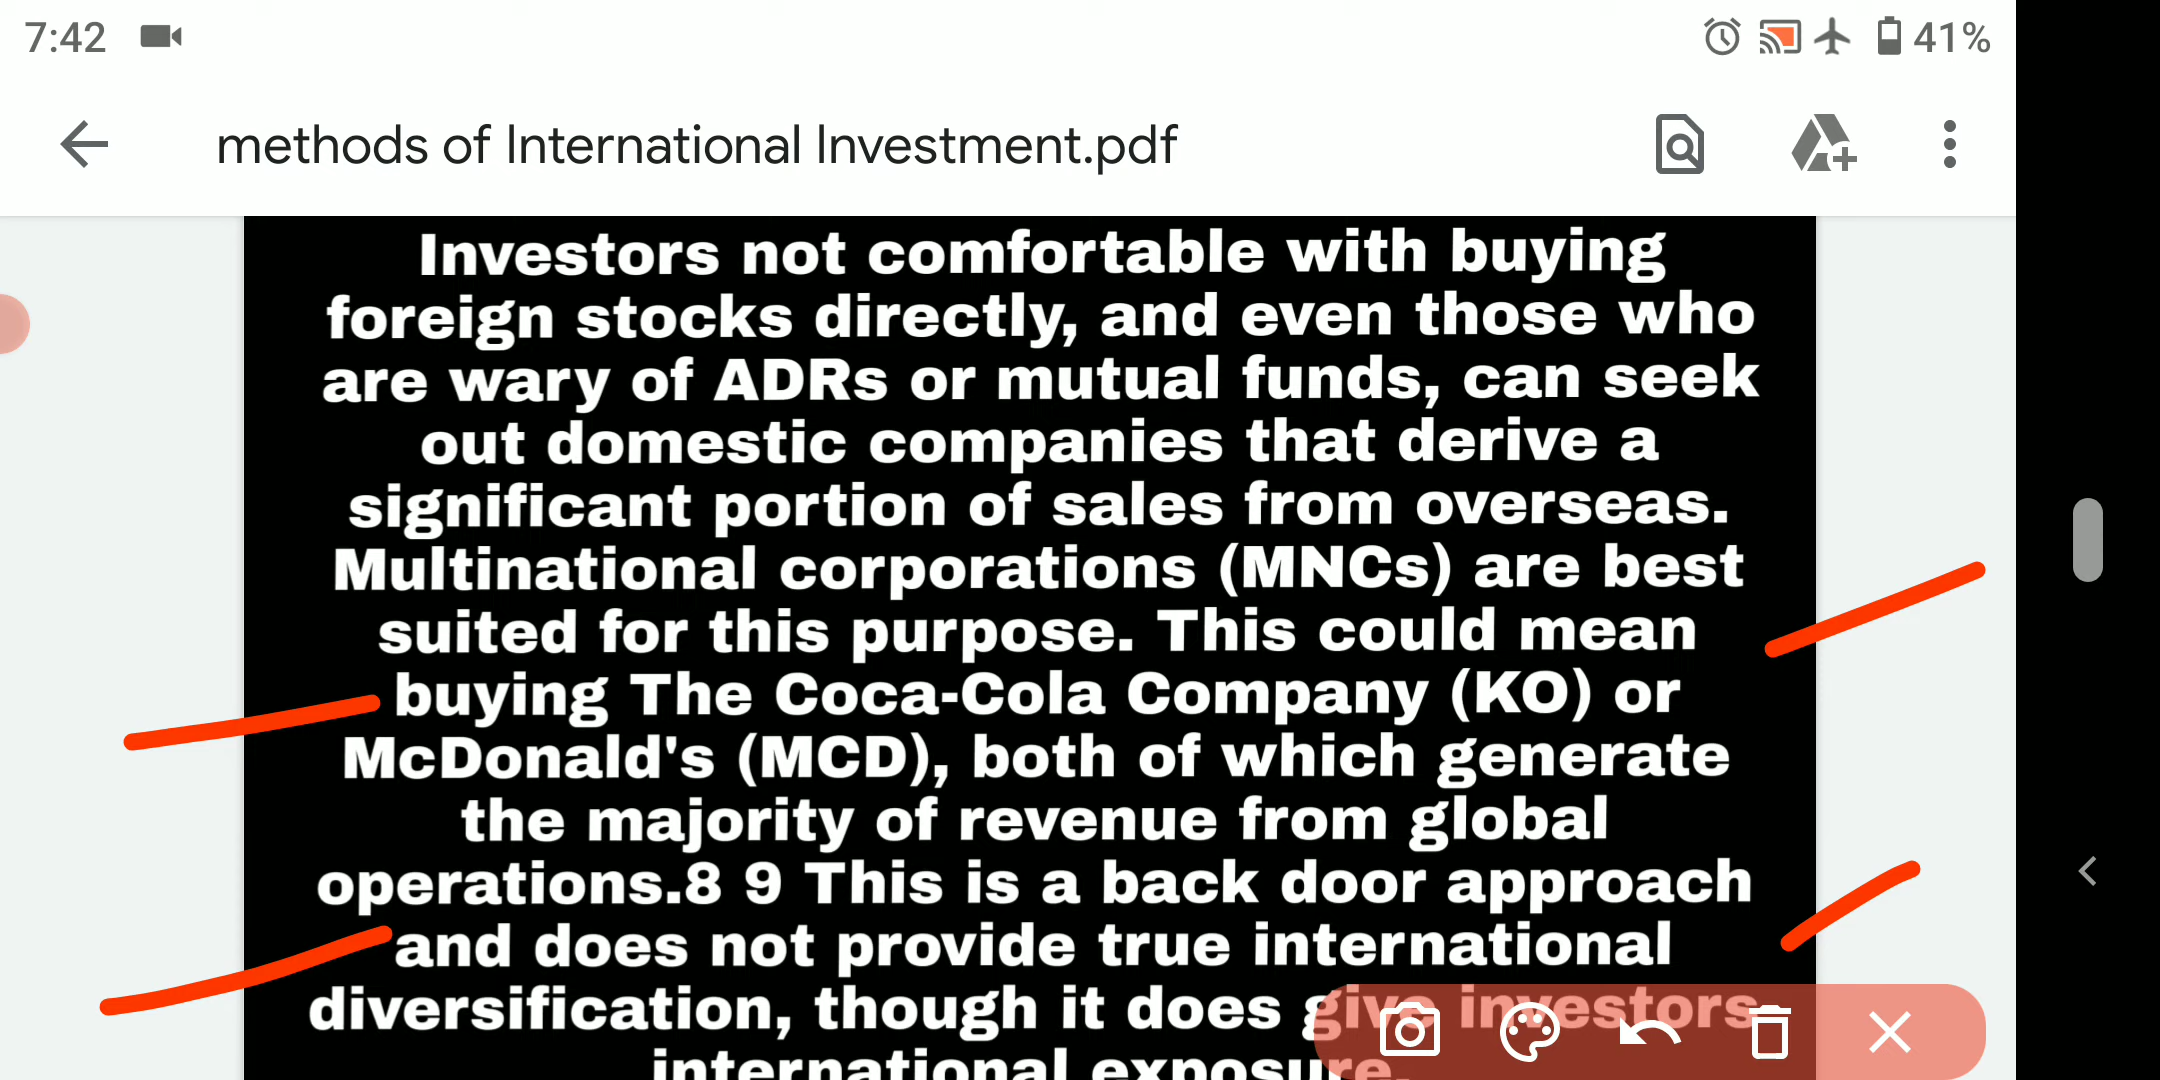 7:42
41%
methods of International Investment.pdf
Investors not comfortable with buying
foreign stocks directly, and even those who
are wary of ADRs or mutual funds, can seek
out domestic companies that derive a
significant portion of sales from overseas.
Multinational corporations (MNCs) are best
suited for this purpose. This could mean
buying The Coca-Cola Company (KO) or
McDonald's (MCD), both of which generate
the majority of revenue from global
operations.8 9 This is a back door approach
and does not provide true international
diversification, though it does give investors
international exposure.